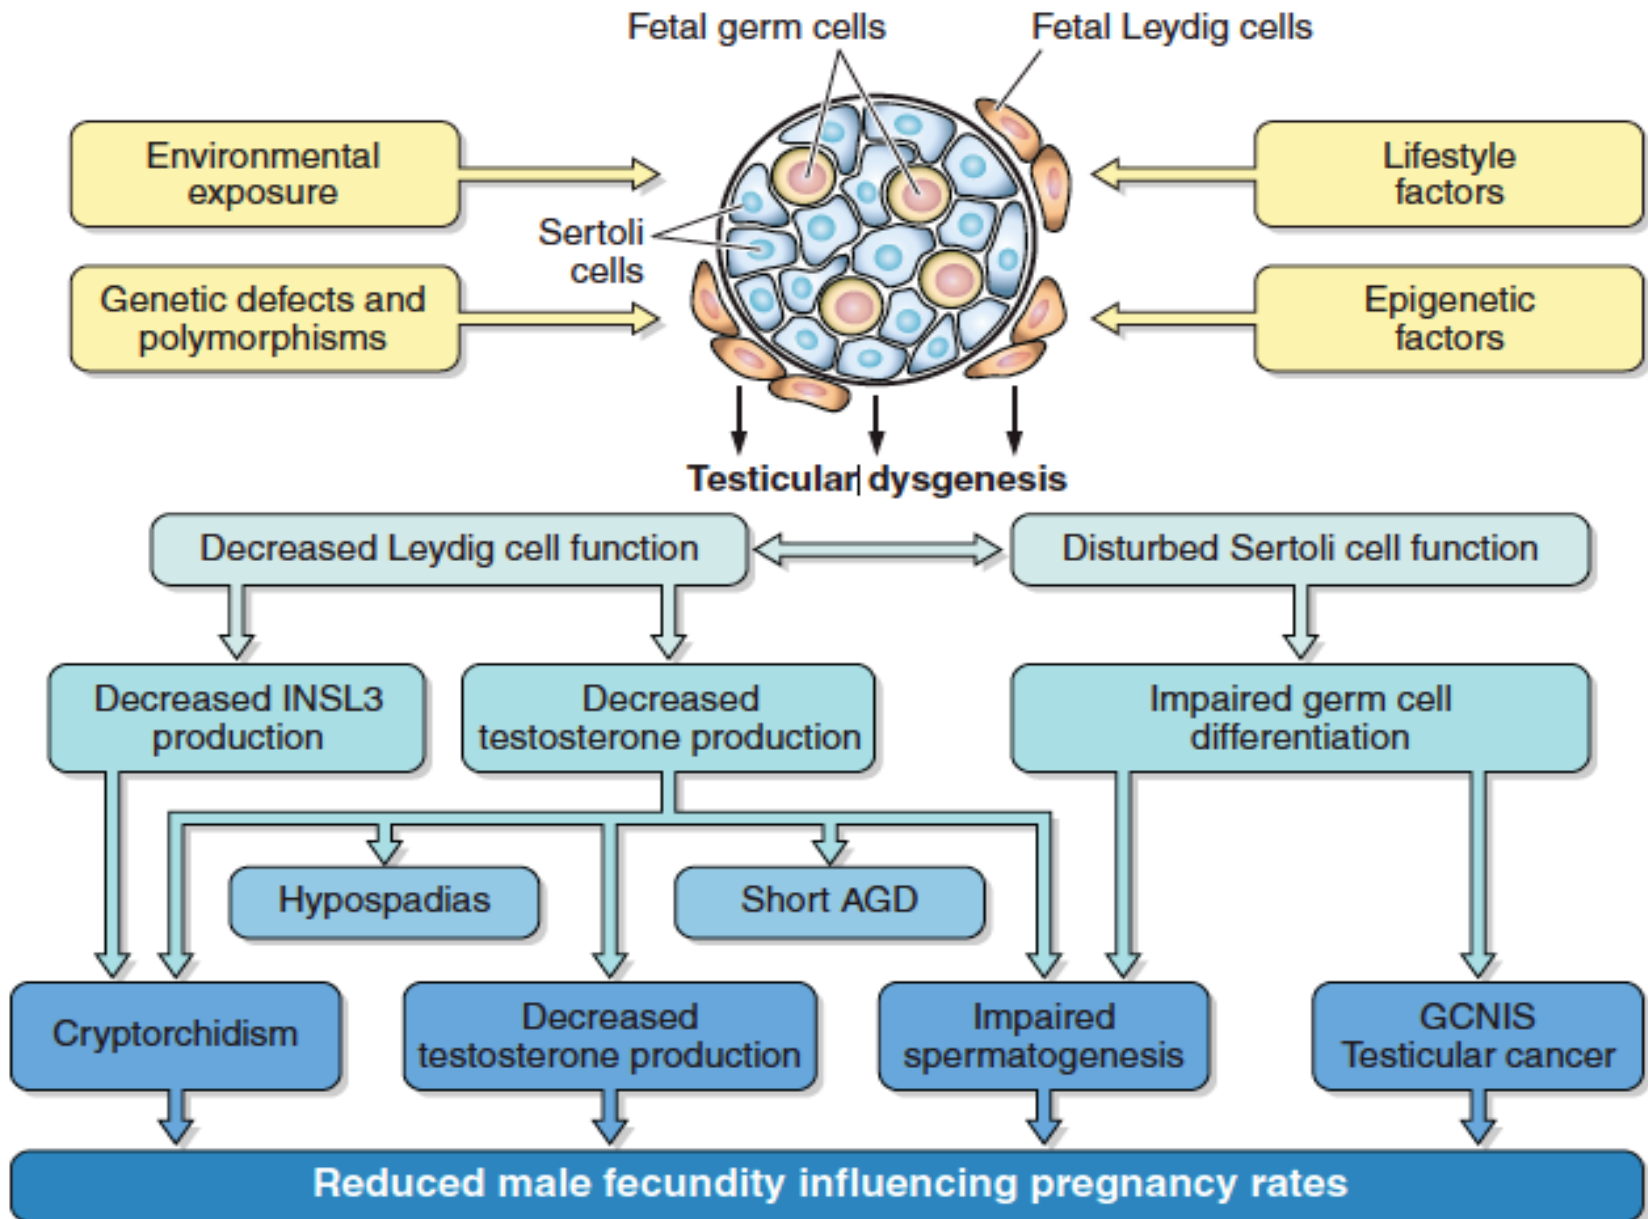 Fetal germ cells
Fetal Leydig cells
Environmental
exposure
Lifestyle
factors
Sertoli
cells
Genetic defects and
polymorphisms
Epigenetic
factors
Testicular dysgenesis
Decreased Leydig cell function
Disturbed Sertoli cell function
Decreased INSL3
production
Decreased
testosterone production
Impaired germ cell
differentiation
Hypospadias
Short AGD
Cryptorchidism
Decreased
testosterone production
Impaired
spermatogenesis
GCNIS
Testicular cancer
Reduced male fecundity influencing pregnancy rates